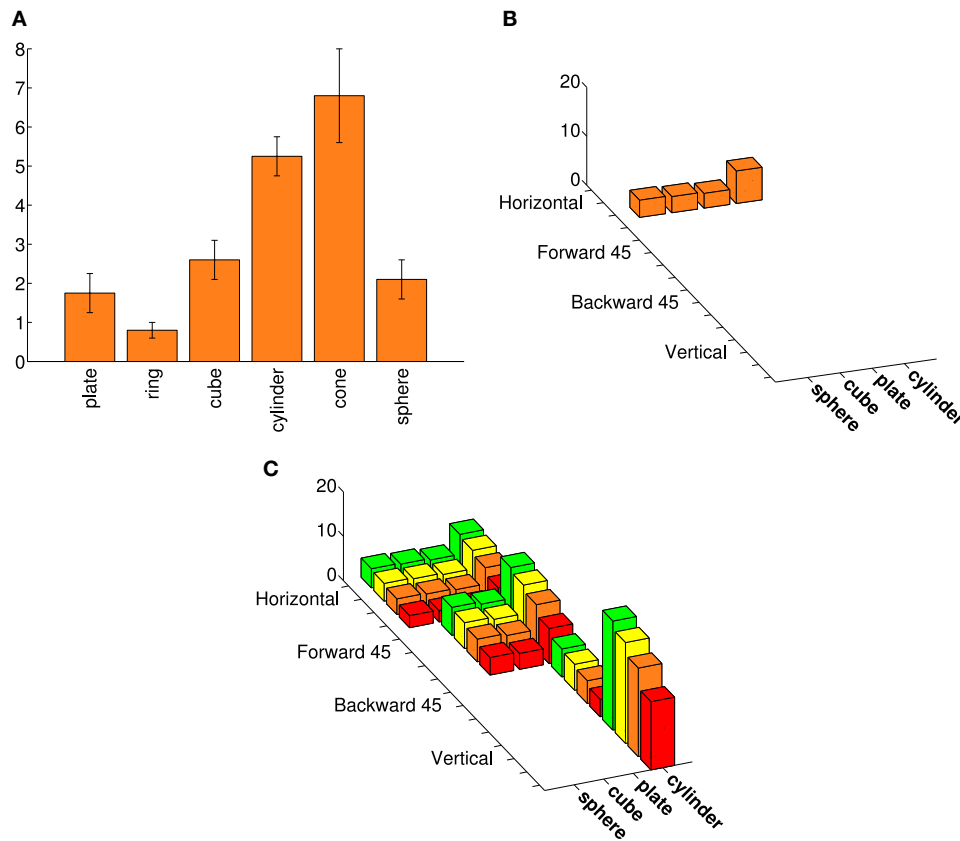 A
8
7
6
5
4
3
2
1
0
plate
ring
cube
cylinder
cone
sphere
B
20
10
0
Horizontal
Forward 45
Backward 45
Vertical
sphere
cube
plate
cylinder
C
20
10
0
Horizontal
Forward 45
Backward 45
Vertical
sphere
cube
plate
cylinder